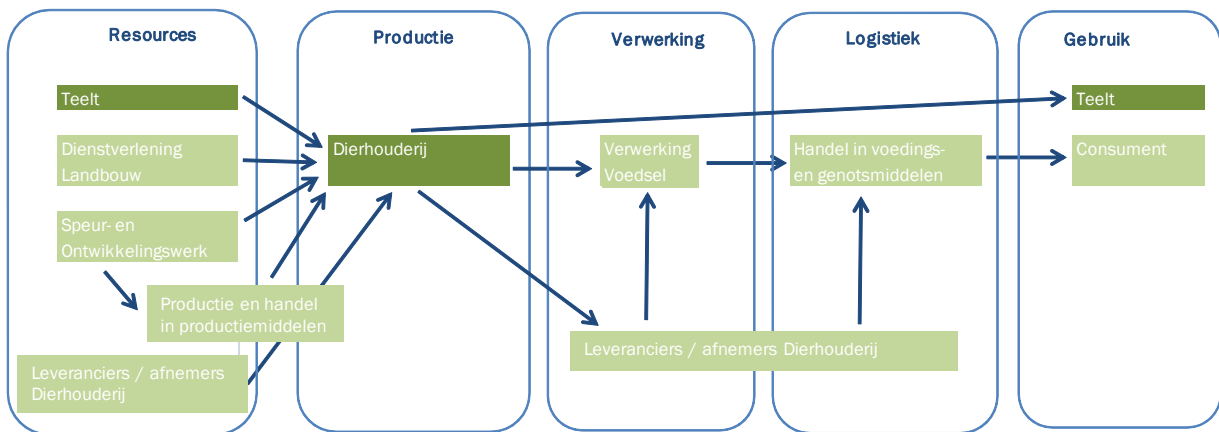 Resources
Productie
Verwerking
Logistiek
Gebruik
Teelt
Dienstverlening
Landbouw
Speur- en
Ontwikkelingswerk
Productie en handel
in productiemiddelen
Leveranciers / afnemers
Dierhouderij
Dierhouderij
Verwerking
Voedsel
Handel in voedings-
en genotsmiddelen
Leveranciers / afnemers Dierhouderij
Teelt
Consument